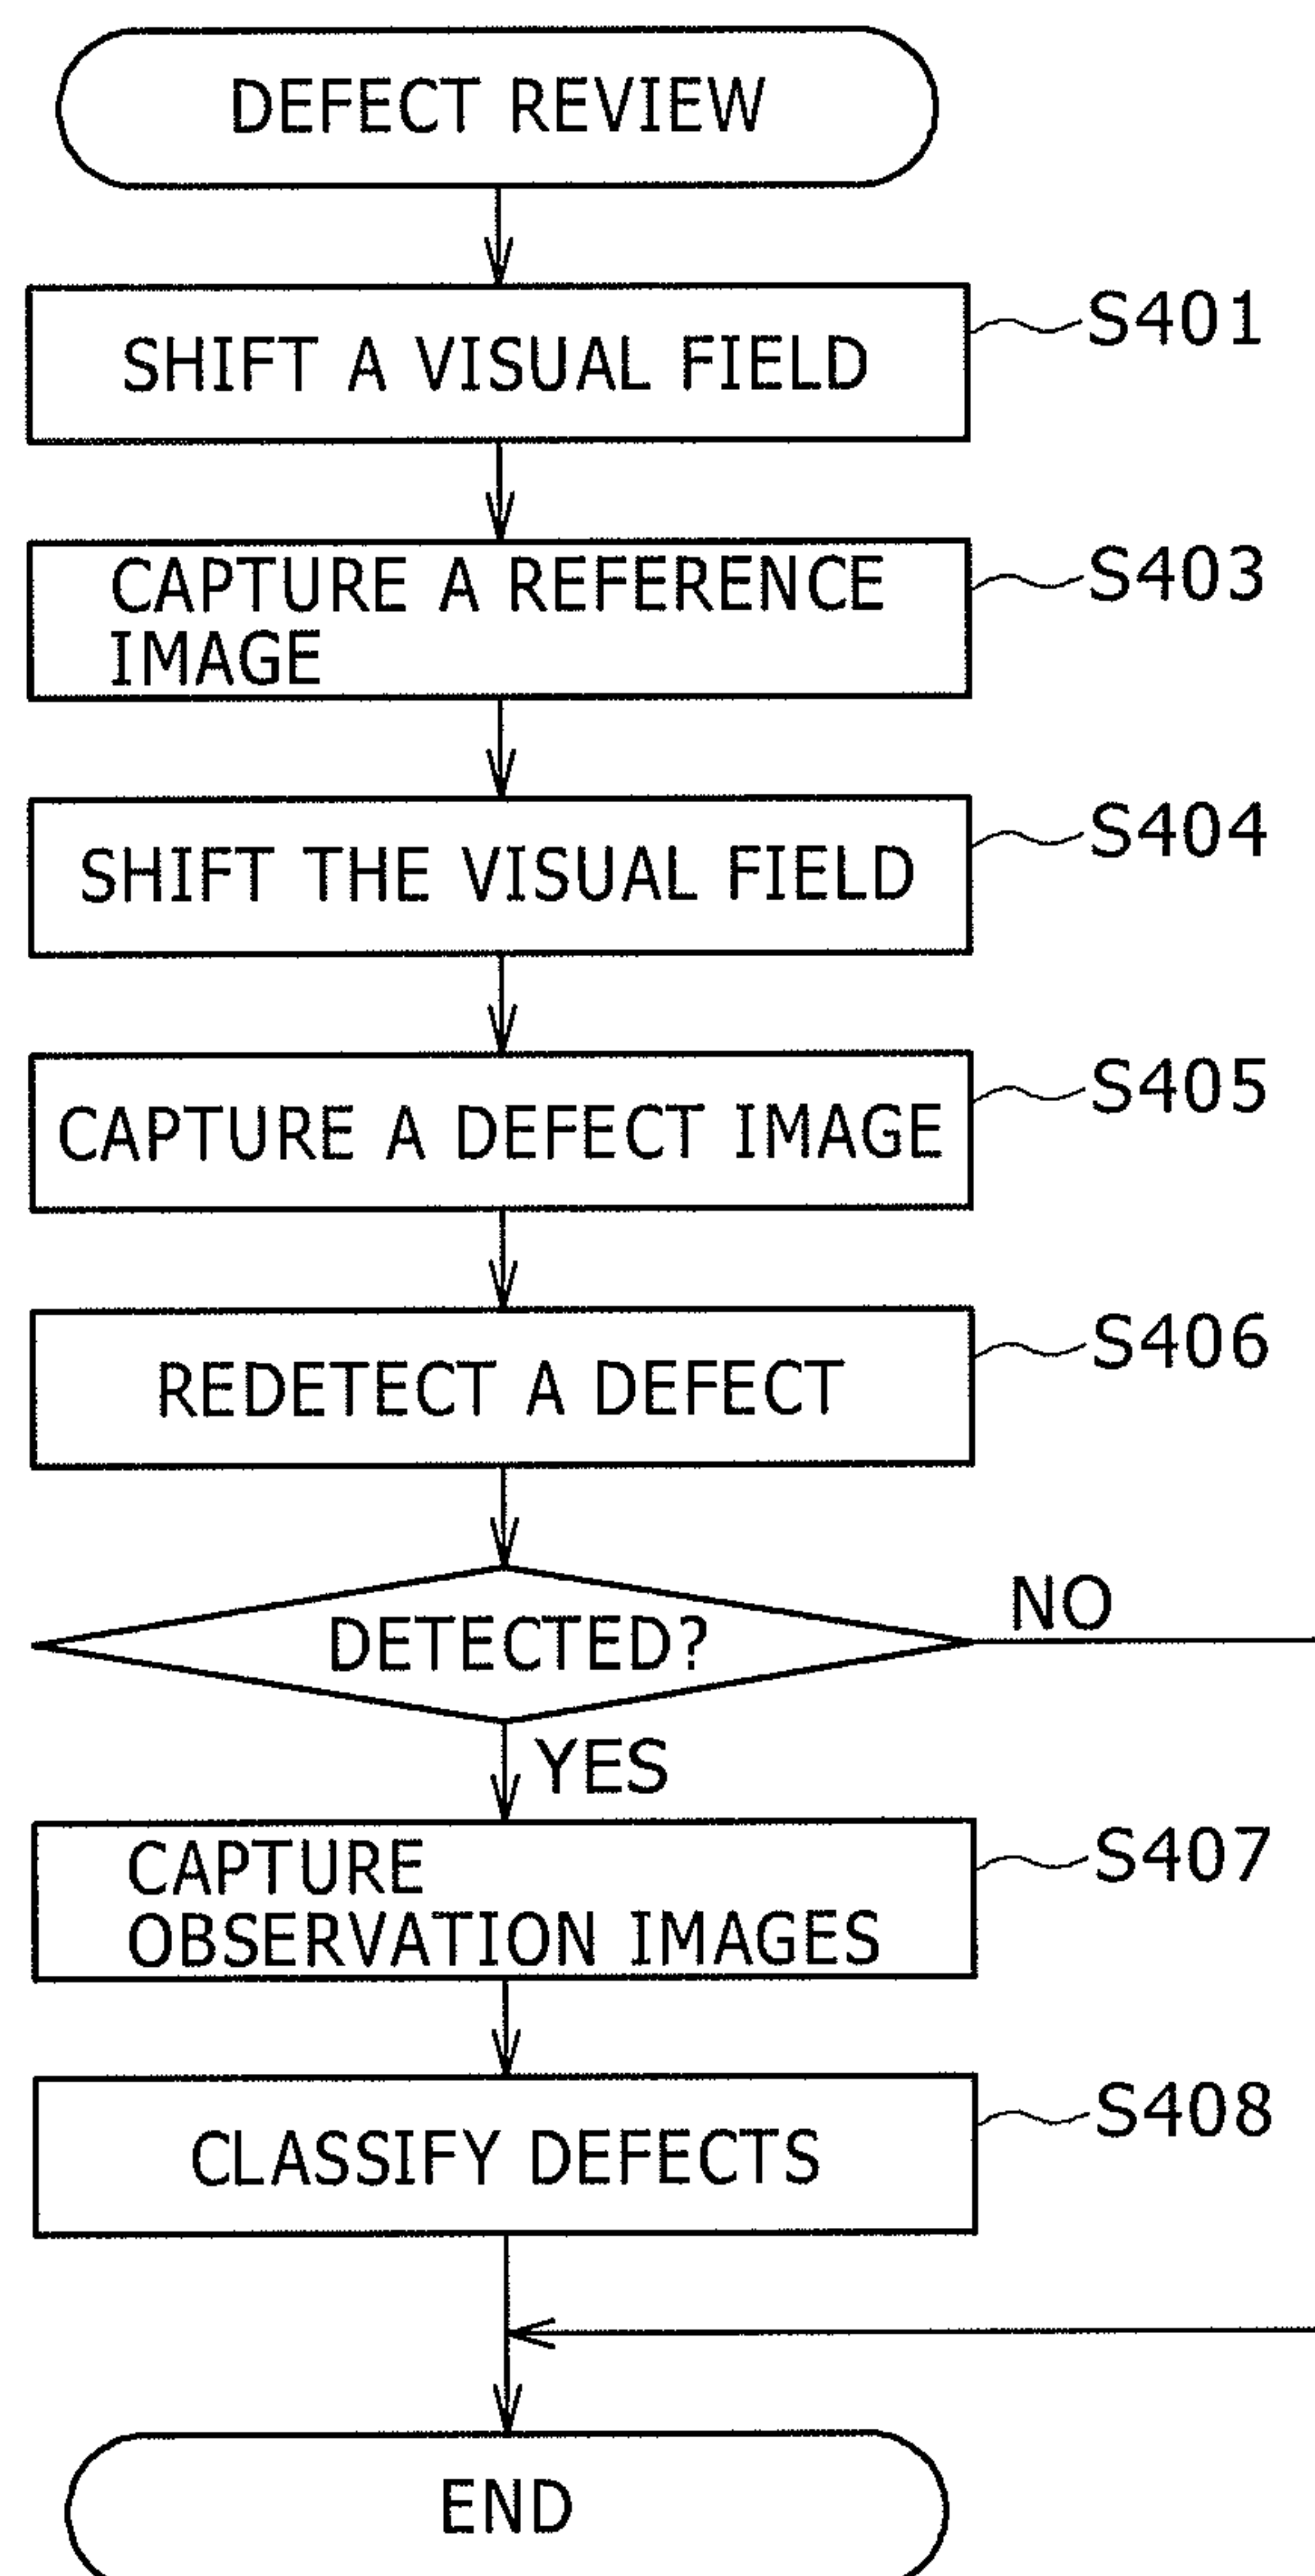 DEFECT REVIEW
SHIFT A VISUAL FIELD
S401
CAPTURE A REFERENCE
IMAGE
S403
SHIFT THE VISUAL FIELD
S404
CAPTURE A DEFECT IMAGE
S405
REDETECT A DEFECT
S406
DETECTED?
NO
YES
CAPTURE
OBSERVATION IMAGES
S407
CLASSIFY DEFECTS
S408
END